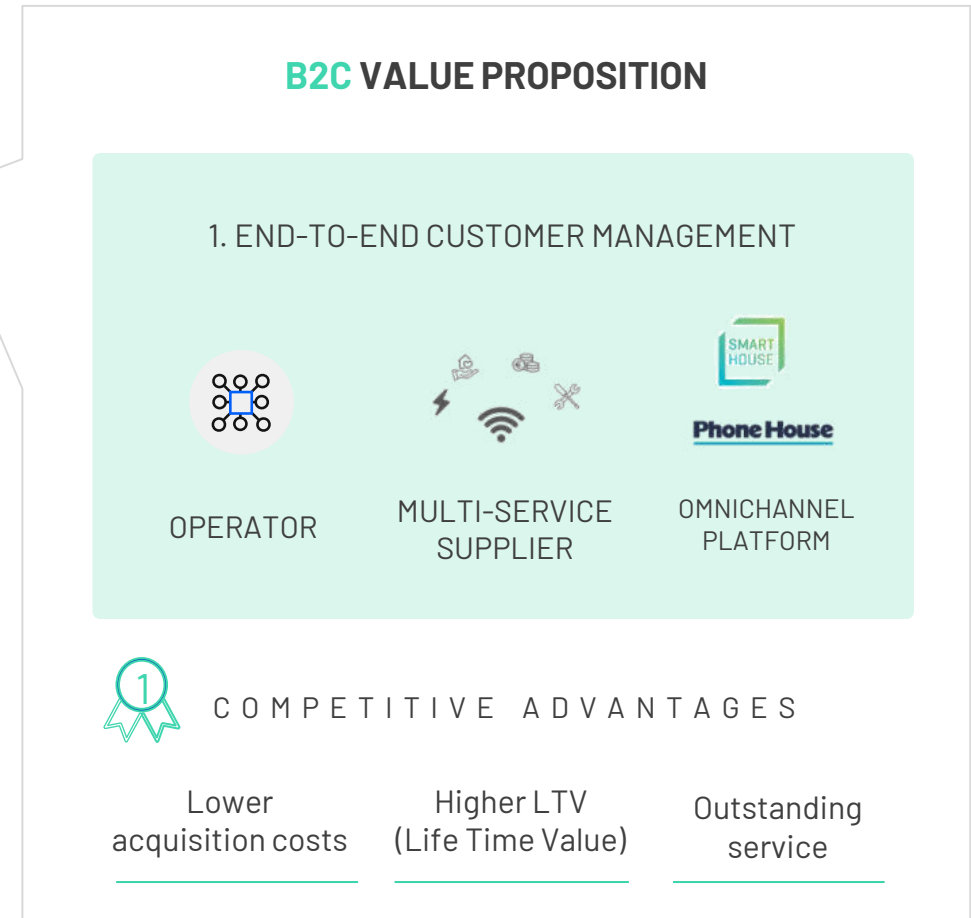 B2C VALUE PROPOSITION
1. END-TO-END CUSTOMER MANAGEMENT
SMART
HOUSE
Phone House
OPERATOR
MULTI-SERVICE
SUPPLIER
OMNICHANNEL
PLATFORM
1
COMPETITIVE ADVANTAGES
Lower
acquisition costs
Higher LTV
(Life Time Value)
Outstanding
service